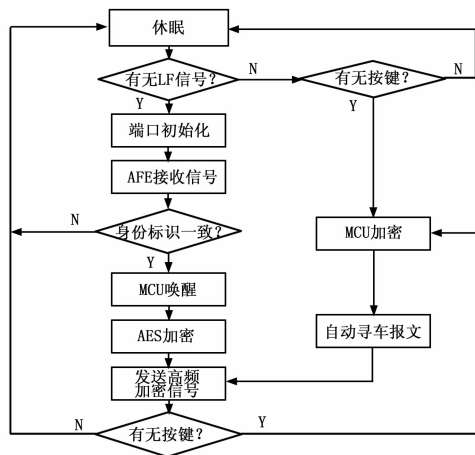 休眠
有无LF信号?
N
有无按键?
N
Y
Y
端口初始化
AFE接收信号
N
身份标识一致?
MCU加密
Y
MCU唤醒
AES加密
自动寻车报文
发送高频
加密信号
N
有无按键?
Y